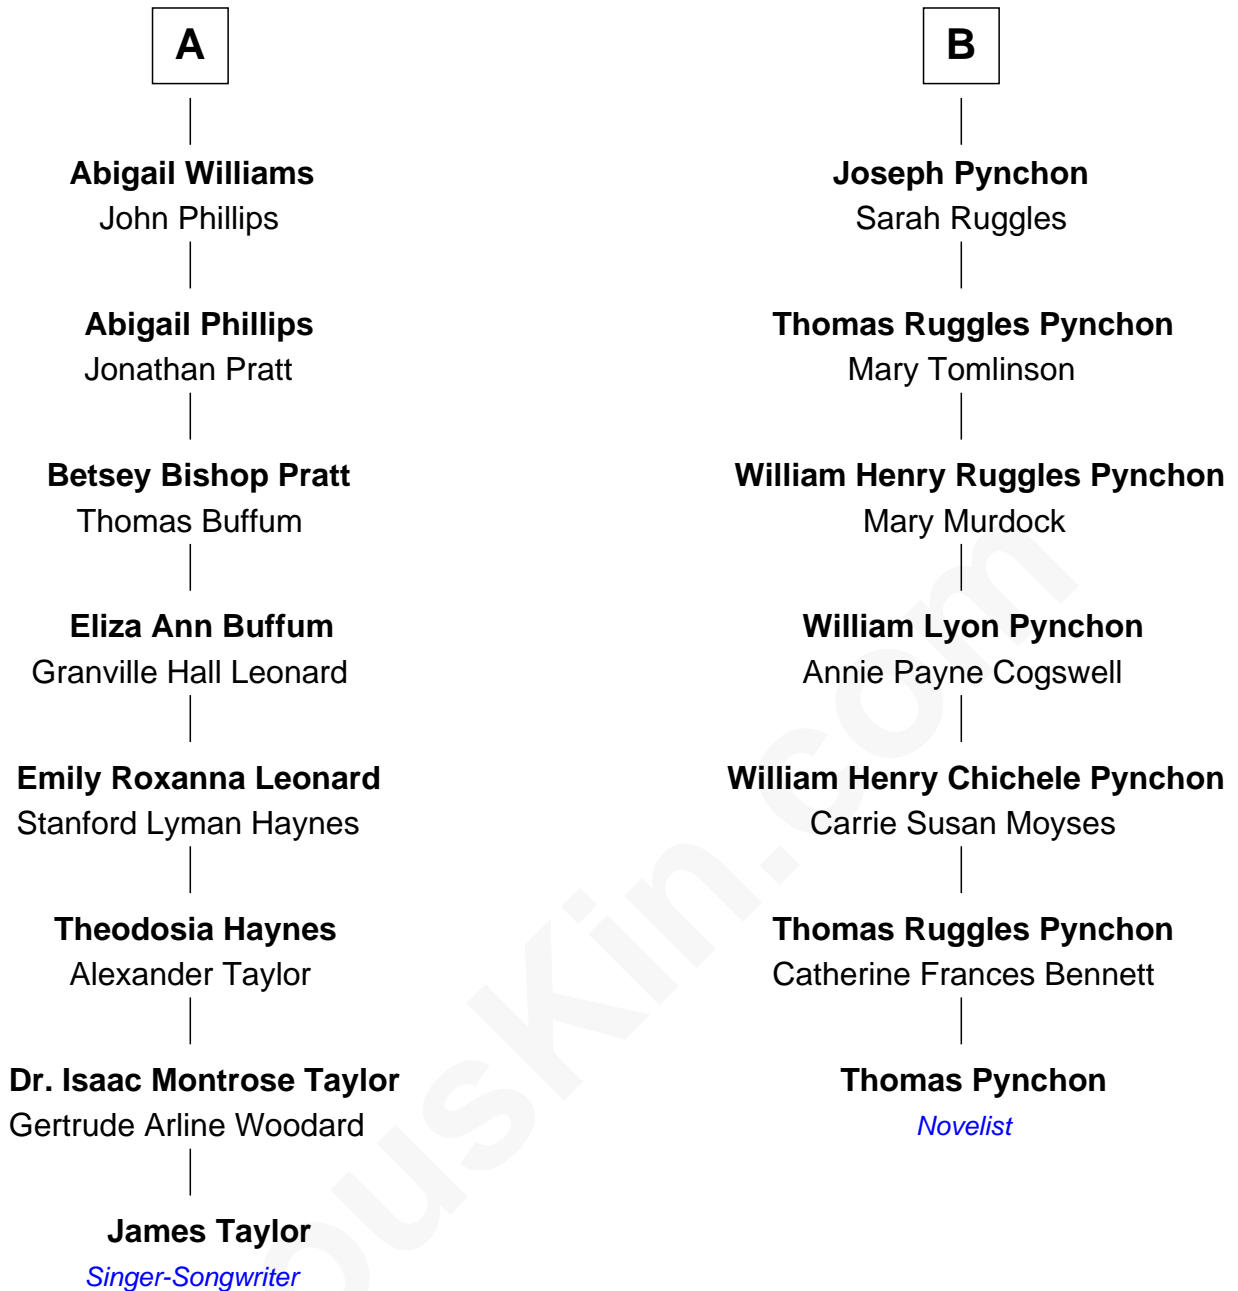 A
Abigail Williams
John Phillips
Abigail Phillips
Jonathan Pratt
Betsey Bishop Pratt
Thomas Buffum
Eliza Ann Buffum
Granville Hall Leonard
Emily Roxanna Leonard
Stanford Lyman Haynes
Theodosia Haynes
Alexander Taylor
Dr. Isaac Montrose Taylor
Gertrude Arline Woodard
James Taylor
Singer-Songwriter
B
Joseph Pynchon
Sarah Ruggles
Thomas Ruggles Pynchon
Mary Tomlinson
William Henry Ruggles Pynchon
Mary Murdock
William Lyon Pynchon
Annie Payne Cogswell
William Henry Chichele Pynchon
Carrie Susan Moyses
Thomas Ruggles Pynchon
Catherine Frances Bennett
Thomas Pynchon
Novelist
ousKin.com